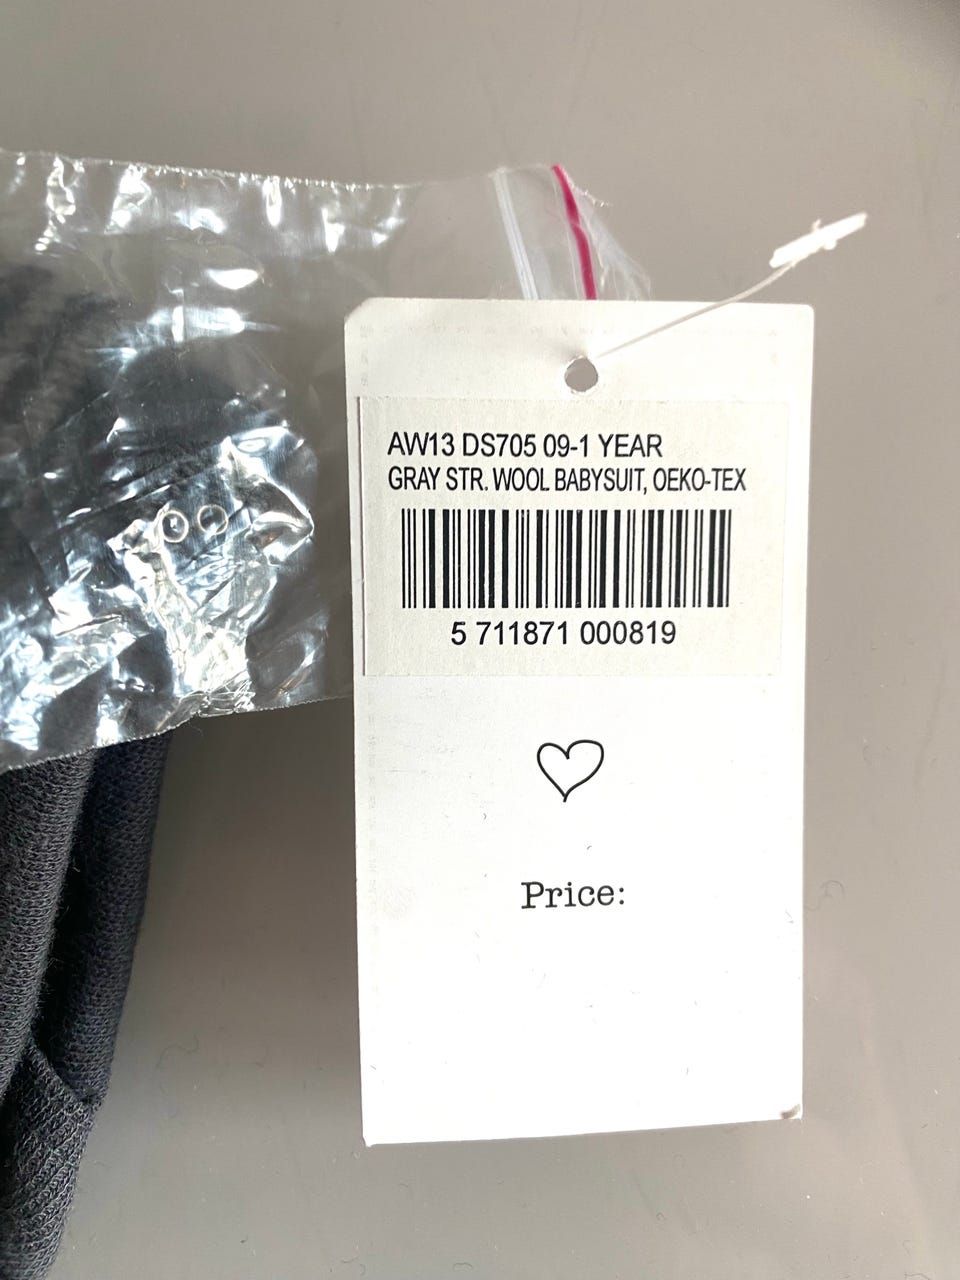 AW13 DS705 09-1 YEAR
GRAY STR. WOOL BABYSUIT, OEKO-TEX
5 711871 000819
Price: